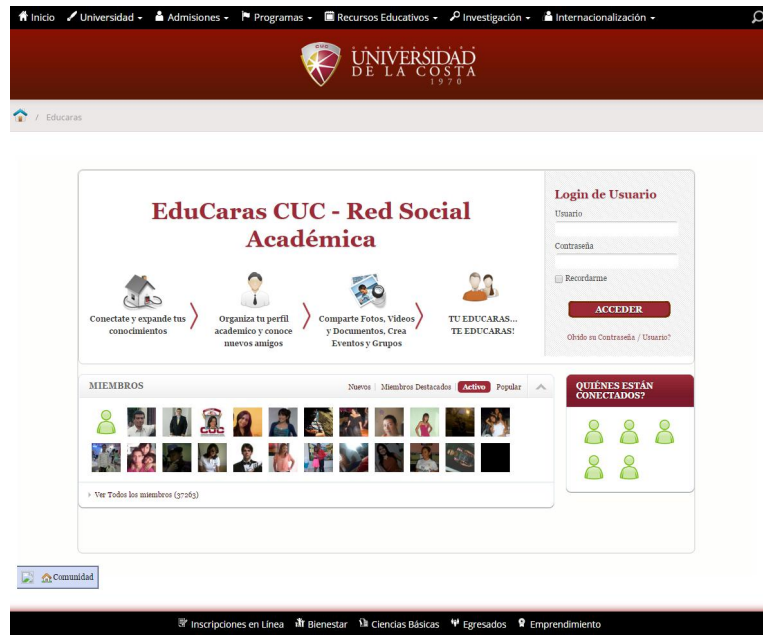 Inicio Universidad Admisiones Programas Recursos Educativos Investigación Internacionalización
CUC
UNIVERSIDAD
DE LA COSTA
1970
/ Educaras
EduCaras CUC - Red Social
Académica
Conectate y expande tus
conocimientos
Organiza tu perfil
academico y conoce
nuevos amigos
Comparte Fotos, Videos
y Documentos, Crea
Eventos y Grupos
TU EDUCARAS...
TE EDUCARAS!
Login de Usuario
Usuario
Contraseña
Recordarme
ACCEDER
Olvido su Contraseña / Usuario?
MIEMBROS
Nuevos | Miembros Destacados Activo Popular
CUC
Ver Todos los miembros (37263)
QUIÉNES ESTÁN
CONECTADOS?
Comunidad
Inscripciones en Línea Bienestar Ciencias Básicas Egresados Emprendimiento